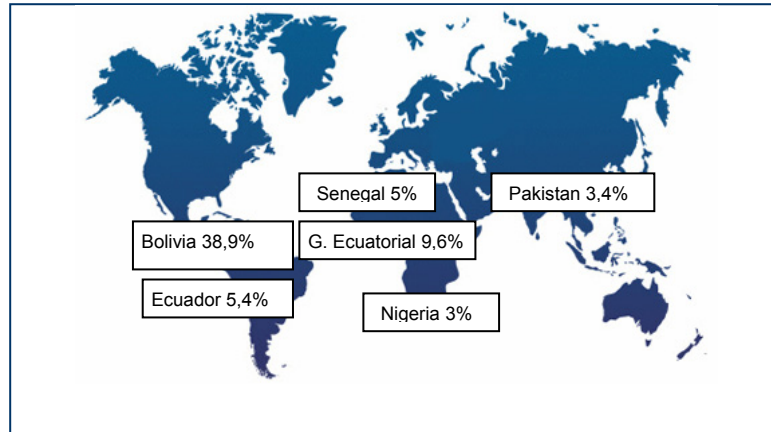 Senegal 5%
Pakistan 3,4%
Bolivia 38,9%
G. Ecuatorial 9,6%
Ecuador 5,4%
Nigeria 3%